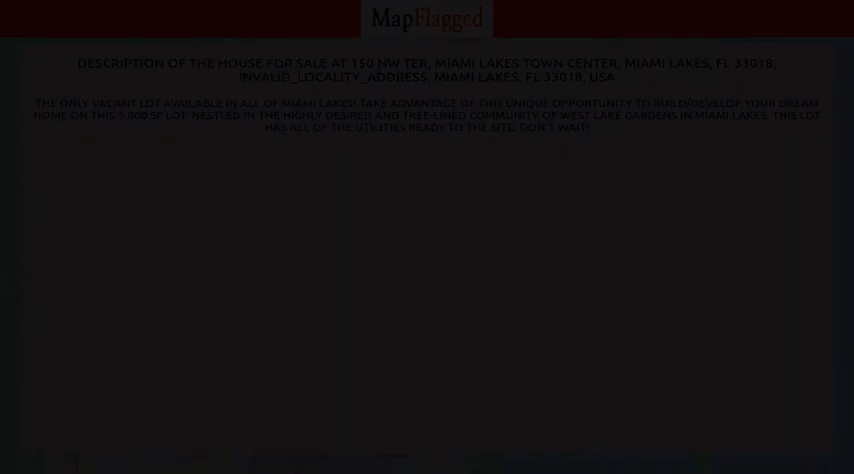 MapFlagged
DESCRIPTION OF THE HOUSE FOR SALE AT 150 NW TER, MIAMI LAKES TOWN CENTER, MIAMI LAKES, FL 33018,
INVALID_LOCALITY_ADDRESS, MIAMI LAKES, FL 33018, USA
THE ONLY VACANT LOT AVAILABLE IN ALL OF MIAMI LAKES! TAKE ADVANTAGE OF THIS UNIQUE OPPORTUNITY TO BUILD/DEVELOP YOUR DREAM
HOME ON THIS 5,000 SF LOT. NESTLED IN THE HIGHLY DESIRED AND TREE-LINED COMMUNITY OF WEST LAKE GARDENS IN MIAMI LAKES, THIS LOT
HAS ALL OF THE UTILITIES READY TO THE SITE. DON'T WAIT!